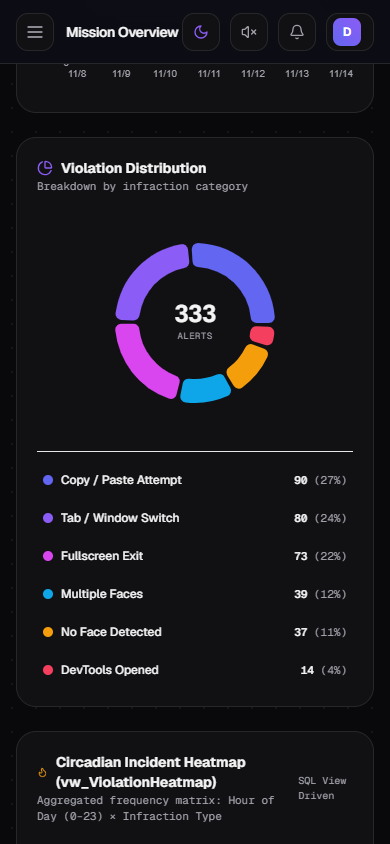 Mission Overview
D
11/8 11/9 11/10 11/11 11/12 11/13 11/14
Violation Distribution
Breakdown by infraction category
333
ALERTS
Copy / Paste Attempt 90 (27%)
Tab / Window Switch 80 (24%)
Fullscreen Exit 73 (22%)
Multiple Faces 39 (12%)
No Face Detected 37 (11%)
DevTools Opened 14 (4%)
Circadian Incident Heatmap
(vw_ViolationHeatmap)
SQL View
Driven
Aggregated frequency matrix: Hour of
Day (0–23) × Infraction Type